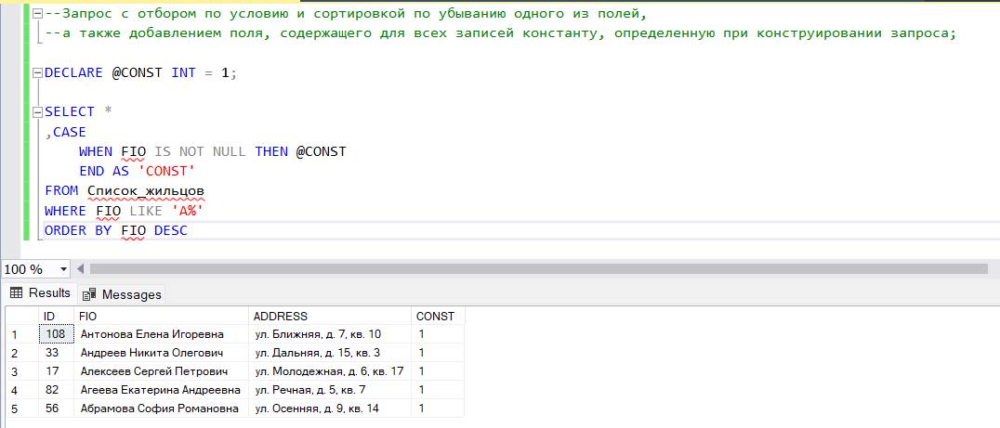 --Запрос с отбором по условию и сортировкой по убыванию одного из полей,
--а также добавлением поля, содержащего для всех записей константу, определенную при конструировании запроса;
DECLARE @CONST INT = 1;
SELECT *
,CASE
WHEN FIO IS NOT NULL THEN @CONST
END AS 'CONST'
FROM Список_жильцов
WHERE FIO LIKE 'А%'
ORDER BY FIO DESC
100 %
Results Messages
ID FIO ADDRESS CONST
1 108 Антонова Елена Игоревна ул. Ближняя, д. 7, кв. 10 1
2 33 Андреев Никита Олегович ул. Дальняя, д. 15, кв. 3 1
3 17 Алексеев Сергей Петрович ул. Молодежная, д. 6, кв. 17 1
4 82 Агеева Екатерина Андреевна ул. Речная, д. 5, кв. 7 1
5 56 Абрамова София Романовна ул. Осенняя, д. 9, кв. 14 1